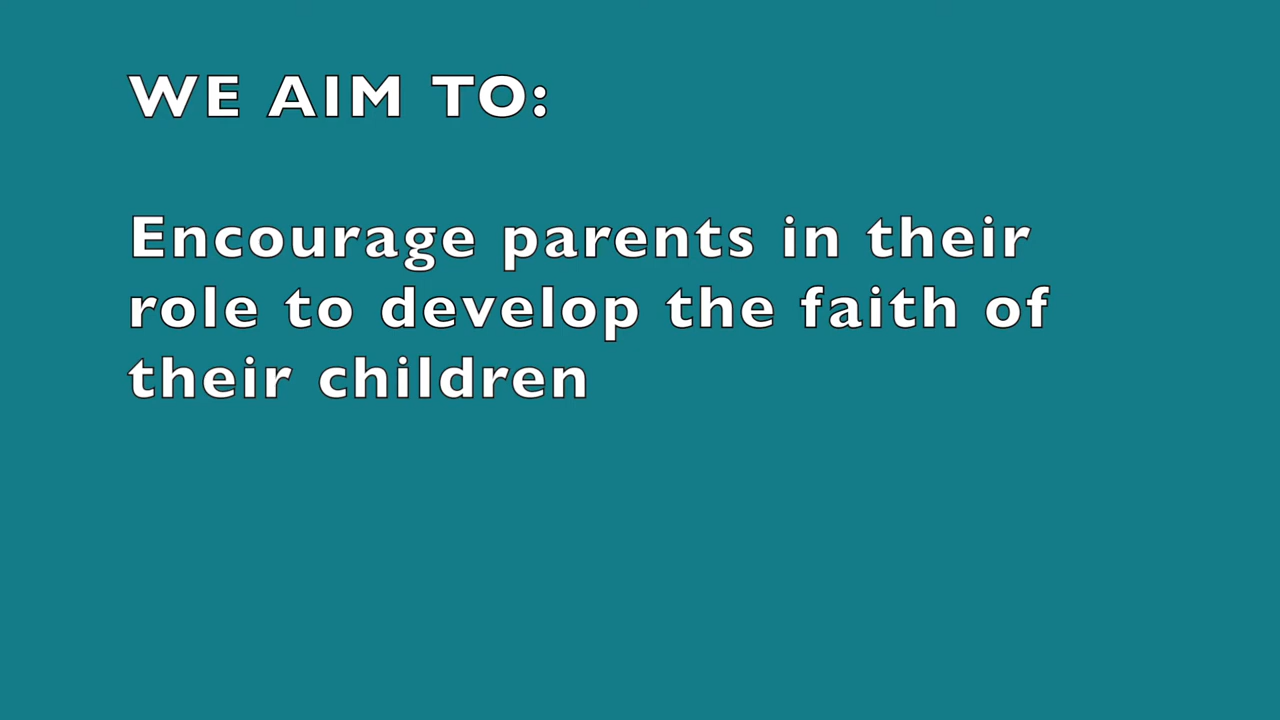 WE AIM TO:
Encourage parents in their
role to develop the faith of
their children